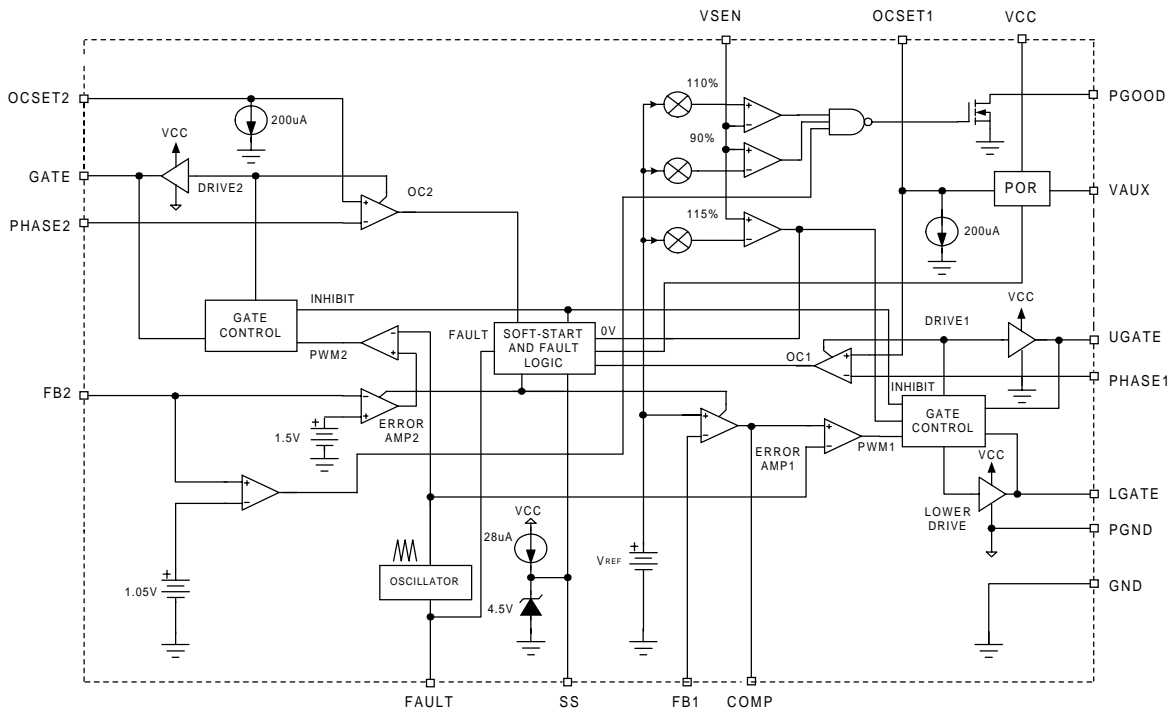 VSEN
OCSET1
VCC
OCSET2
200uA
110%
PGOOD
VCC
90%
GATE
DRIVE2
OC2
POR
VAUX
PHASE2
115%
200uA
INHIBIT
VCC
GATE
CONTROL
FAULT
SOFT-START
AND FAULT
LOGIC
0V
DRIVE1
UGATE
PWM2
OC1
PHASE1
FB2
INHIBIT
GATE
CONTROL
1.5V
ERROR
AMP2
ERROR
AMP1
PWM1
VCC
LGATE
LOWER
DRIVE
PGND
VCC
28uA
1.05V
OSCILLATOR
4.5V
VREF
GND
FAULT
SS
FB1
COMP